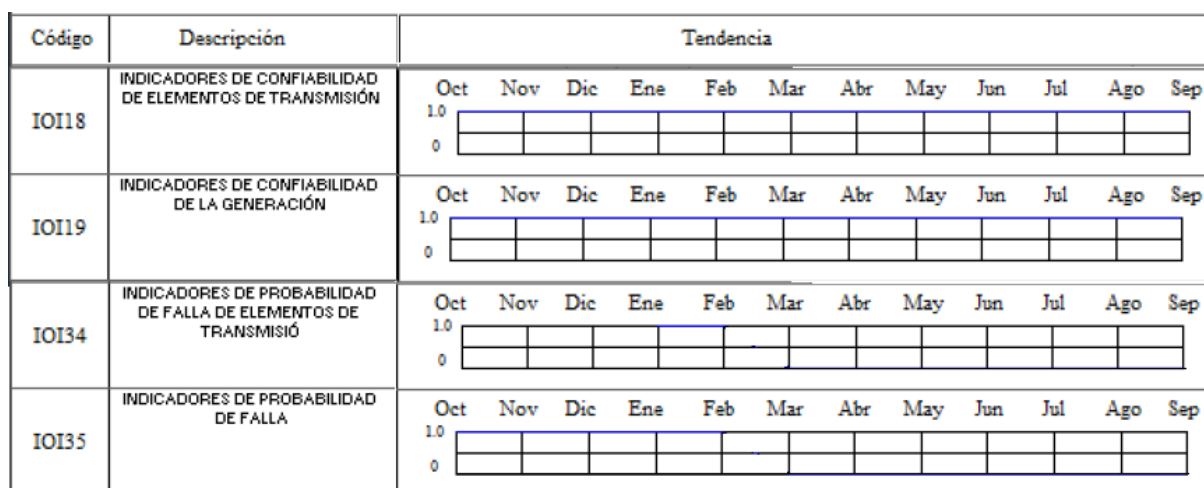 Código Descripción Tendencia
IOI18
INDICADORES DE CONFIABILIDAD
DE ELEMENTOS DE TRANSMISIÓN
Oct Nov Dic Ene Feb Mar Abr May Jun Jul Ago Sep
1.0
0
IOI19
INDICADORES DE CONFIABILIDAD
DE LA GENERACIÓN
Oct Nov Dic Ene Feb Mar Abr May Jun Jul Ago Sep
1.0
0
IOI34
INDICADORES DE PROBABILIDAD
DE FALLA DE ELEMENTOS DE
TRANSMISIÓ
Oct Nov Dic Ene Feb Mar Abr May Jun Jul Ago Sep
1.0
0
IOI35
INDICADORES DE PROBABILIDAD
DE FALLA
Oct Nov Dic Ene Feb Mar Abr May Jun Jul Ago Sep
1.0
0